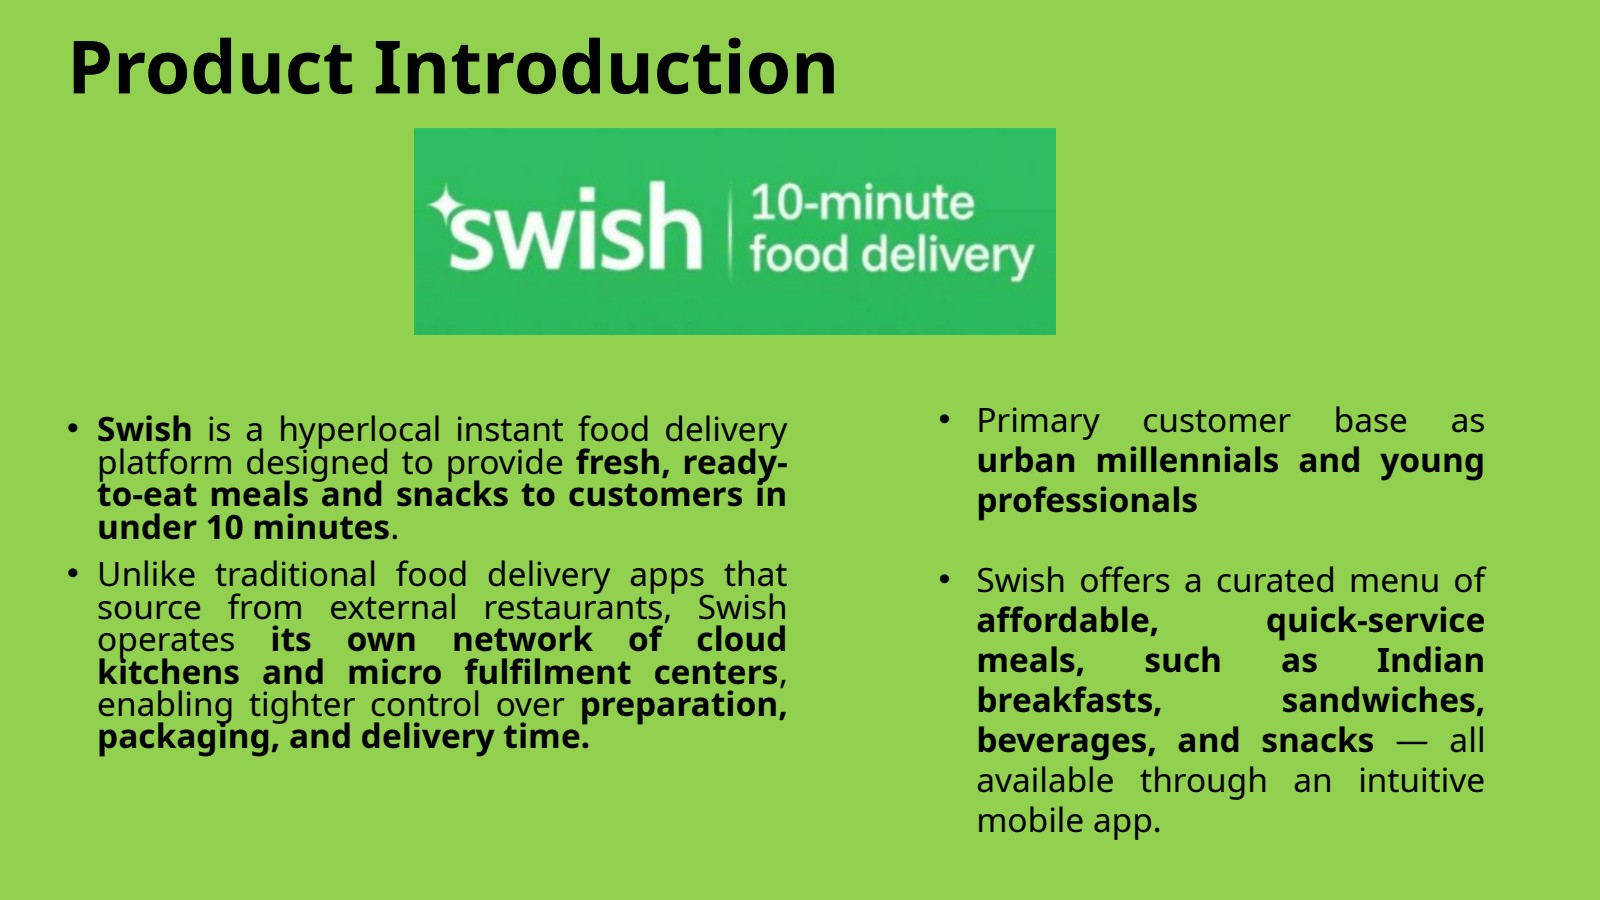 Product Introduction
swish
10-minute
food delivery
• Swish is a hyperlocal instant food delivery
platform designed to provide fresh, ready-
to-eat meals and snacks to customers in
under 10 minutes.
• Unlike traditional food delivery apps that
source from external restaurants, Swish
operates its own network of cloud
kitchens and micro fulfilment centers,
enabling tighter control over preparation,
packaging, and delivery time.
• Primary customer base as
urban millennials and young
professionals
• Swish offers a curated menu of
affordable, quick-service
meals, such as Indian
breakfasts, sandwiches,
beverages, and snacks — all
available through an intuitive
mobile app.